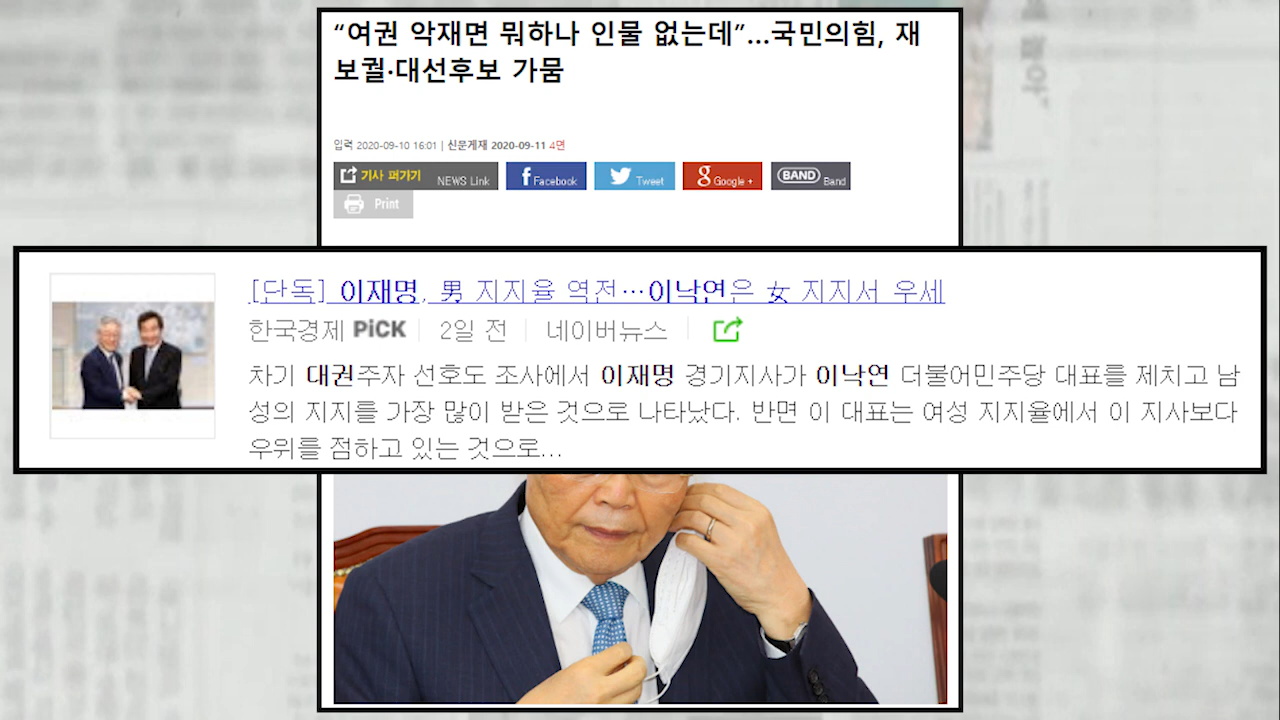 “여권 악재면 뭐하나 인물 없는데”...국민의힘, 재
보궐·대선후보 가뭄
입력 2020-09-10 16:01 | 신문게재 2020-09-11 4면
기사 퍼가기 NEWS Link Facebook Tweet Google + BAND Band
Print
[단독] 이재명, 男 지지율 역전…이낙연은 女 지지서 우세
한국경제 PiCK 2일 전 네이버뉴스
차기 대권주자 선호도 조사에서 이재명 경기지사가 이낙연 더불어민주당 대표를 제치고 남
성의 지지를 가장 많이 받은 것으로 나타났다. 반면 이 대표는 여성 지지율에서 이 지사보다
우위를 점하고 있는 것으로...